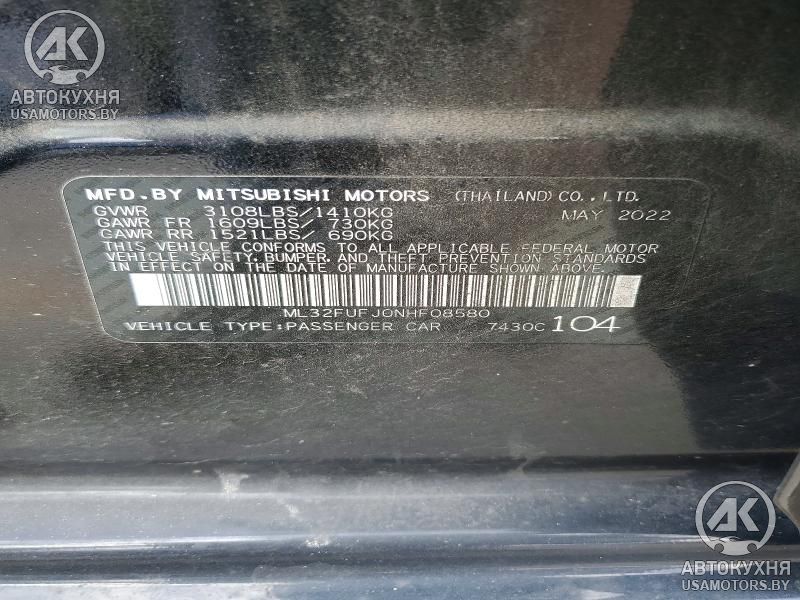 AK
АВТОКУХНЯ
USAMOTORS.BY
MFD.BY MITSUBISHI MOTORS (THAILAND)CO.,LTD.
GVWR 3108LBS/1410KG MAY 2022
GAWR FR 1609LBS/ 730KG
GAWR RR 1521LBS/ 690KG
THIS VEHICLE CONFORMS TO ALL APPLICABLE FEDERAL MOTOR
VEHICLE SAFETY,BUMPER,AND THEFT PREVENTION STANDARDS
IN EFFECT ON THE DATE OF MANUFACTURE SHOWN ABOVE.
ML32FUFJ0NHF08580
VEHICLE TYPE:PASSENGER CAR 7430C 104
AK
АВТОКУХНЯ
USAMOTORS.BY